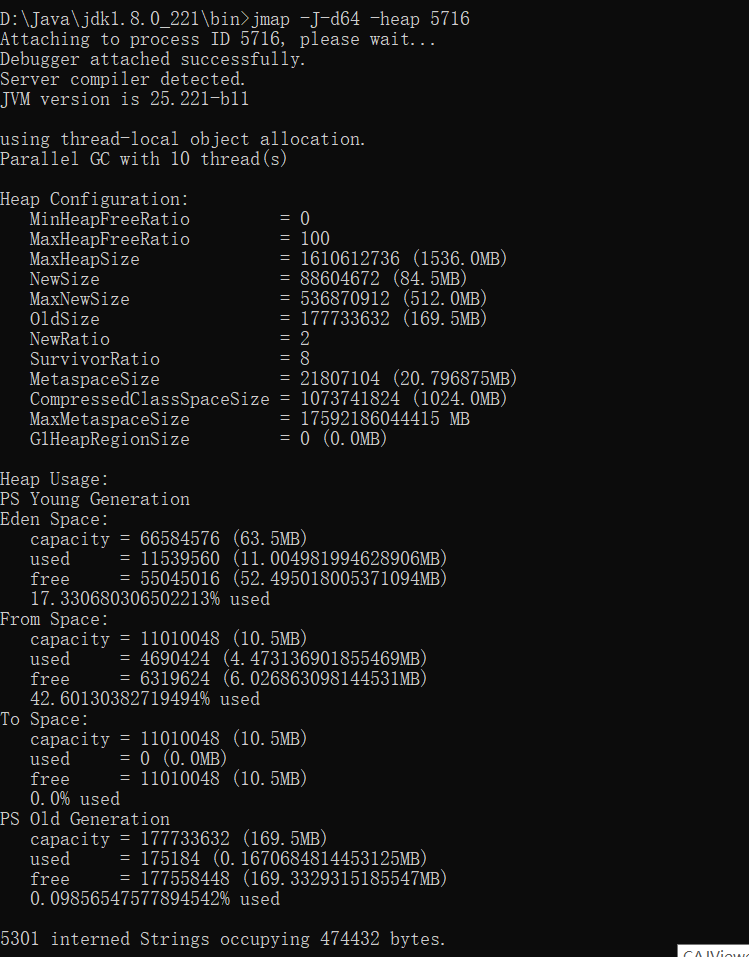 D:\Java\jdk1.8.0_221\bin>jmap -J-d64 -heap 5716
Attaching to process ID 5716, please wait...
Debugger attached successfully.
Server compiler detected.
JVM version is 25.221-b11

using thread-local object allocation.
Parallel GC with 10 thread(s)

Heap Configuration:
   MinHeapFreeRatio         = 0
   MaxHeapFreeRatio         = 100
   MaxHeapSize              = 1610612736 (1536.0MB)
   NewSize                  = 88604672 (84.5MB)
   MaxNewSize               = 536870912 (512.0MB)
   OldSize                  = 177733632 (169.5MB)
   NewRatio                 = 2
   SurvivorRatio            = 8
   MetaspaceSize            = 21807104 (20.796875MB)
   CompressedClassSpaceSize = 1073741824 (1024.0MB)
   MaxMetaspaceSize         = 17592186044415 MB
   G1HeapRegionSize         = 0 (0.0MB)

Heap Usage:
PS Young Generation
Eden Space:
   capacity = 66584576 (63.5MB)
   used     = 11539560 (11.004981994628906MB)
   free     = 55045016 (52.495018005371094MB)
   17.330680306502213% used
From Space:
   capacity = 11010048 (10.5MB)
   used     = 4690424 (4.473136901855469MB)
   free     = 6319624 (6.026863098144531MB)
   42.60130382719494% used
To Space:
   capacity = 11010048 (10.5MB)
   used     = 0 (0.0MB)
   free     = 11010048 (10.5MB)
   0.0% used
PS Old Generation
   capacity = 177733632 (169.5MB)
   used     = 175184 (0.1670684814453125MB)
   free     = 177558448 (169.3329315185547MB)
   0.09856547577894542% used

5301 interned Strings occupying 474432 bytes.